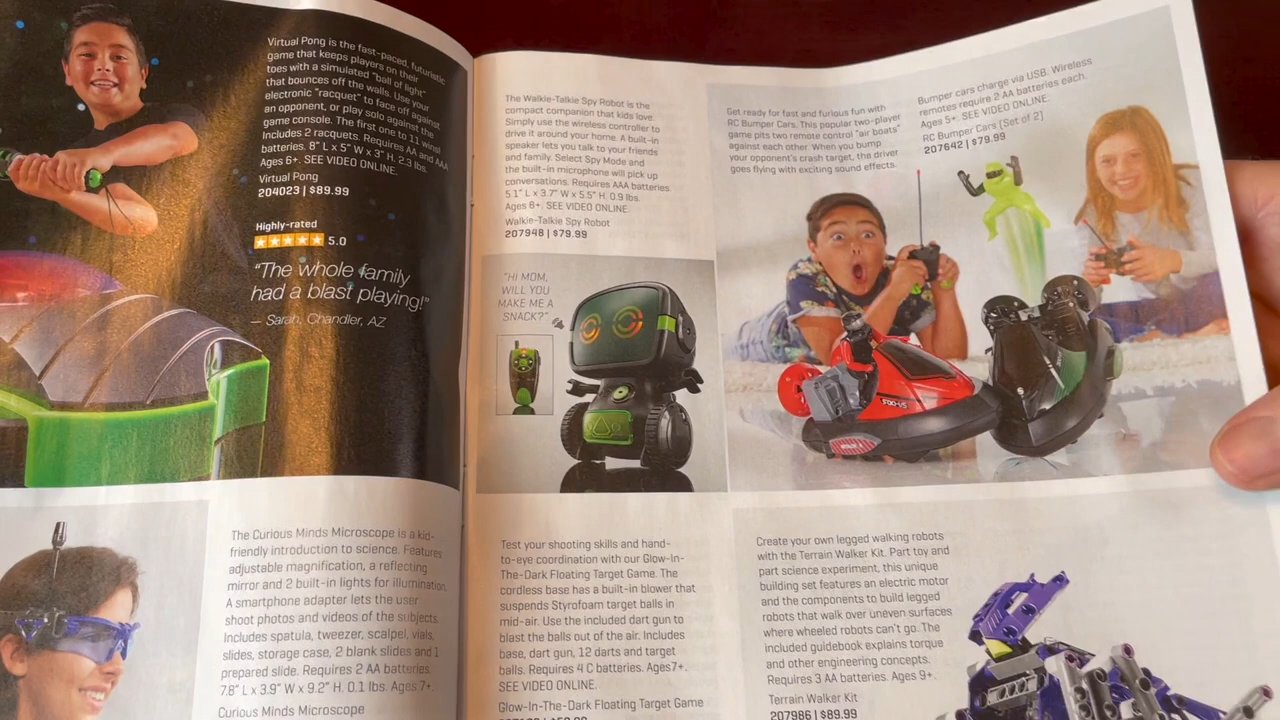 Virtual Pong is the fast-paced, futuristic
game that keeps players on their
toes with a simulated "ball of light"
that bounces off the walls. Use your
electronic "racquet" to face off against
an opponent, or play solo against the
game console. The first one to 11 wins!
Includes 2 racquets. Requires AA and AAA
batteries. 8" L x 5" W x 3" H. 2.3 lbs.
Ages 6+. SEE VIDEO ONLINE.
Virtual Pong
204023 | $89.99
Highly-rated
5.0
"The whole family
had a blast playing!"
— Sarah, Chandler, AZ
The Curious Minds Microscope is a kid-
friendly introduction to science. Features
adjustable magnification, a reflecting
mirror and 2 built-in lights for illumination.
A smartphone adapter lets the user
shoot photos and videos of the subjects.
Includes spatula, tweezer, scalpel, vials,
slides, storage case, 2 blank slides and 1
prepared slide. Requires 2 AA batteries.
7.8" L x 3.9" W x 9.2" H. 0.1 lbs. Ages 7+.
Curious Minds Microscope
The Walkie-Talkie Spy Robot is the
compact companion that kids love.
Simply use the wireless controller to
drive it around your home. A built-in
speaker lets you talk to your friends
and family. Select Spy Mode and
the built-in microphone will pick up
conversations. Requires AAA batteries.
5.1" L x 3.7" W x 5.5" H. 0.9 lbs.
Ages 8+. SEE VIDEO ONLINE.
Walkie-Talkie Spy Robot
207948 | $79.99
"HI MOM,
WILL YOU
MAKE ME A
SNACK?"
Get ready for fast and furious fun with
RC Bumper Cars. This popular two-player
game pits two remote control "air boats"
against each other. When you bump
your opponent's crash target, the driver
goes flying with exciting sound effects.
Bumper cars charge via USB. Wireless
remotes require 2 AA batteries each.
Ages 5+. SEE VIDEO ONLINE.
RC Bumper Cars [Set of 2]
207642 | $79.99
Test your shooting skills and hand-
to-eye coordination with our Glow-In-
The-Dark Floating Target Game. The
cordless base has a built-in blower that
suspends Styrofoam target balls in
mid-air. Use the included dart gun to
blast the balls out of the air. Includes
base, dart gun, 12 darts and target
balls. Requires 4 C batteries. Ages7+.
SEE VIDEO ONLINE.
Glow-In-The-Dark Floating Target Game
Create your own legged walking robots
with the Terrain Walker Kit. Part toy and
part science experiment, this unique
building set features an electric motor
and the components to build legged
robots that walk over uneven surfaces
where wheeled robots can't go. The
included guidebook explains torque
and other engineering concepts.
Requires 3 AA batteries. Ages 9+.
Terrain Walker Kit
207986 | $89.99